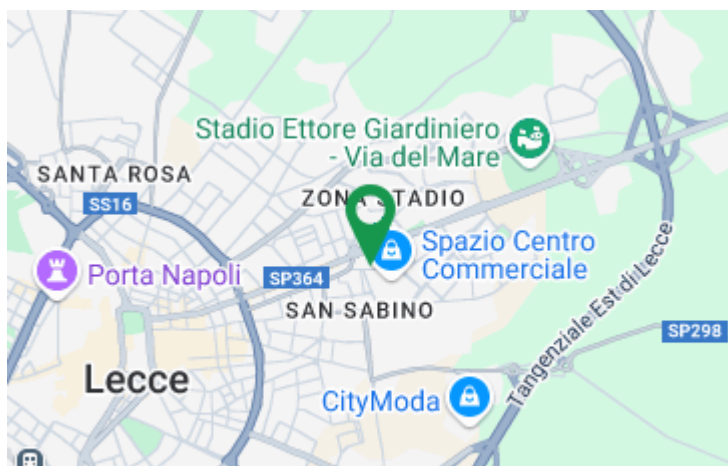 Stadio Ettore Giardiniero
- Via del Mare
SANTA ROSA
ZONA STADIO
SS16
Spazio Centro
Commerciale
Porta Napoli
SP364
SAN SABINO
Tangenziale Est di Lecce
SP298
Lecce
CityModa